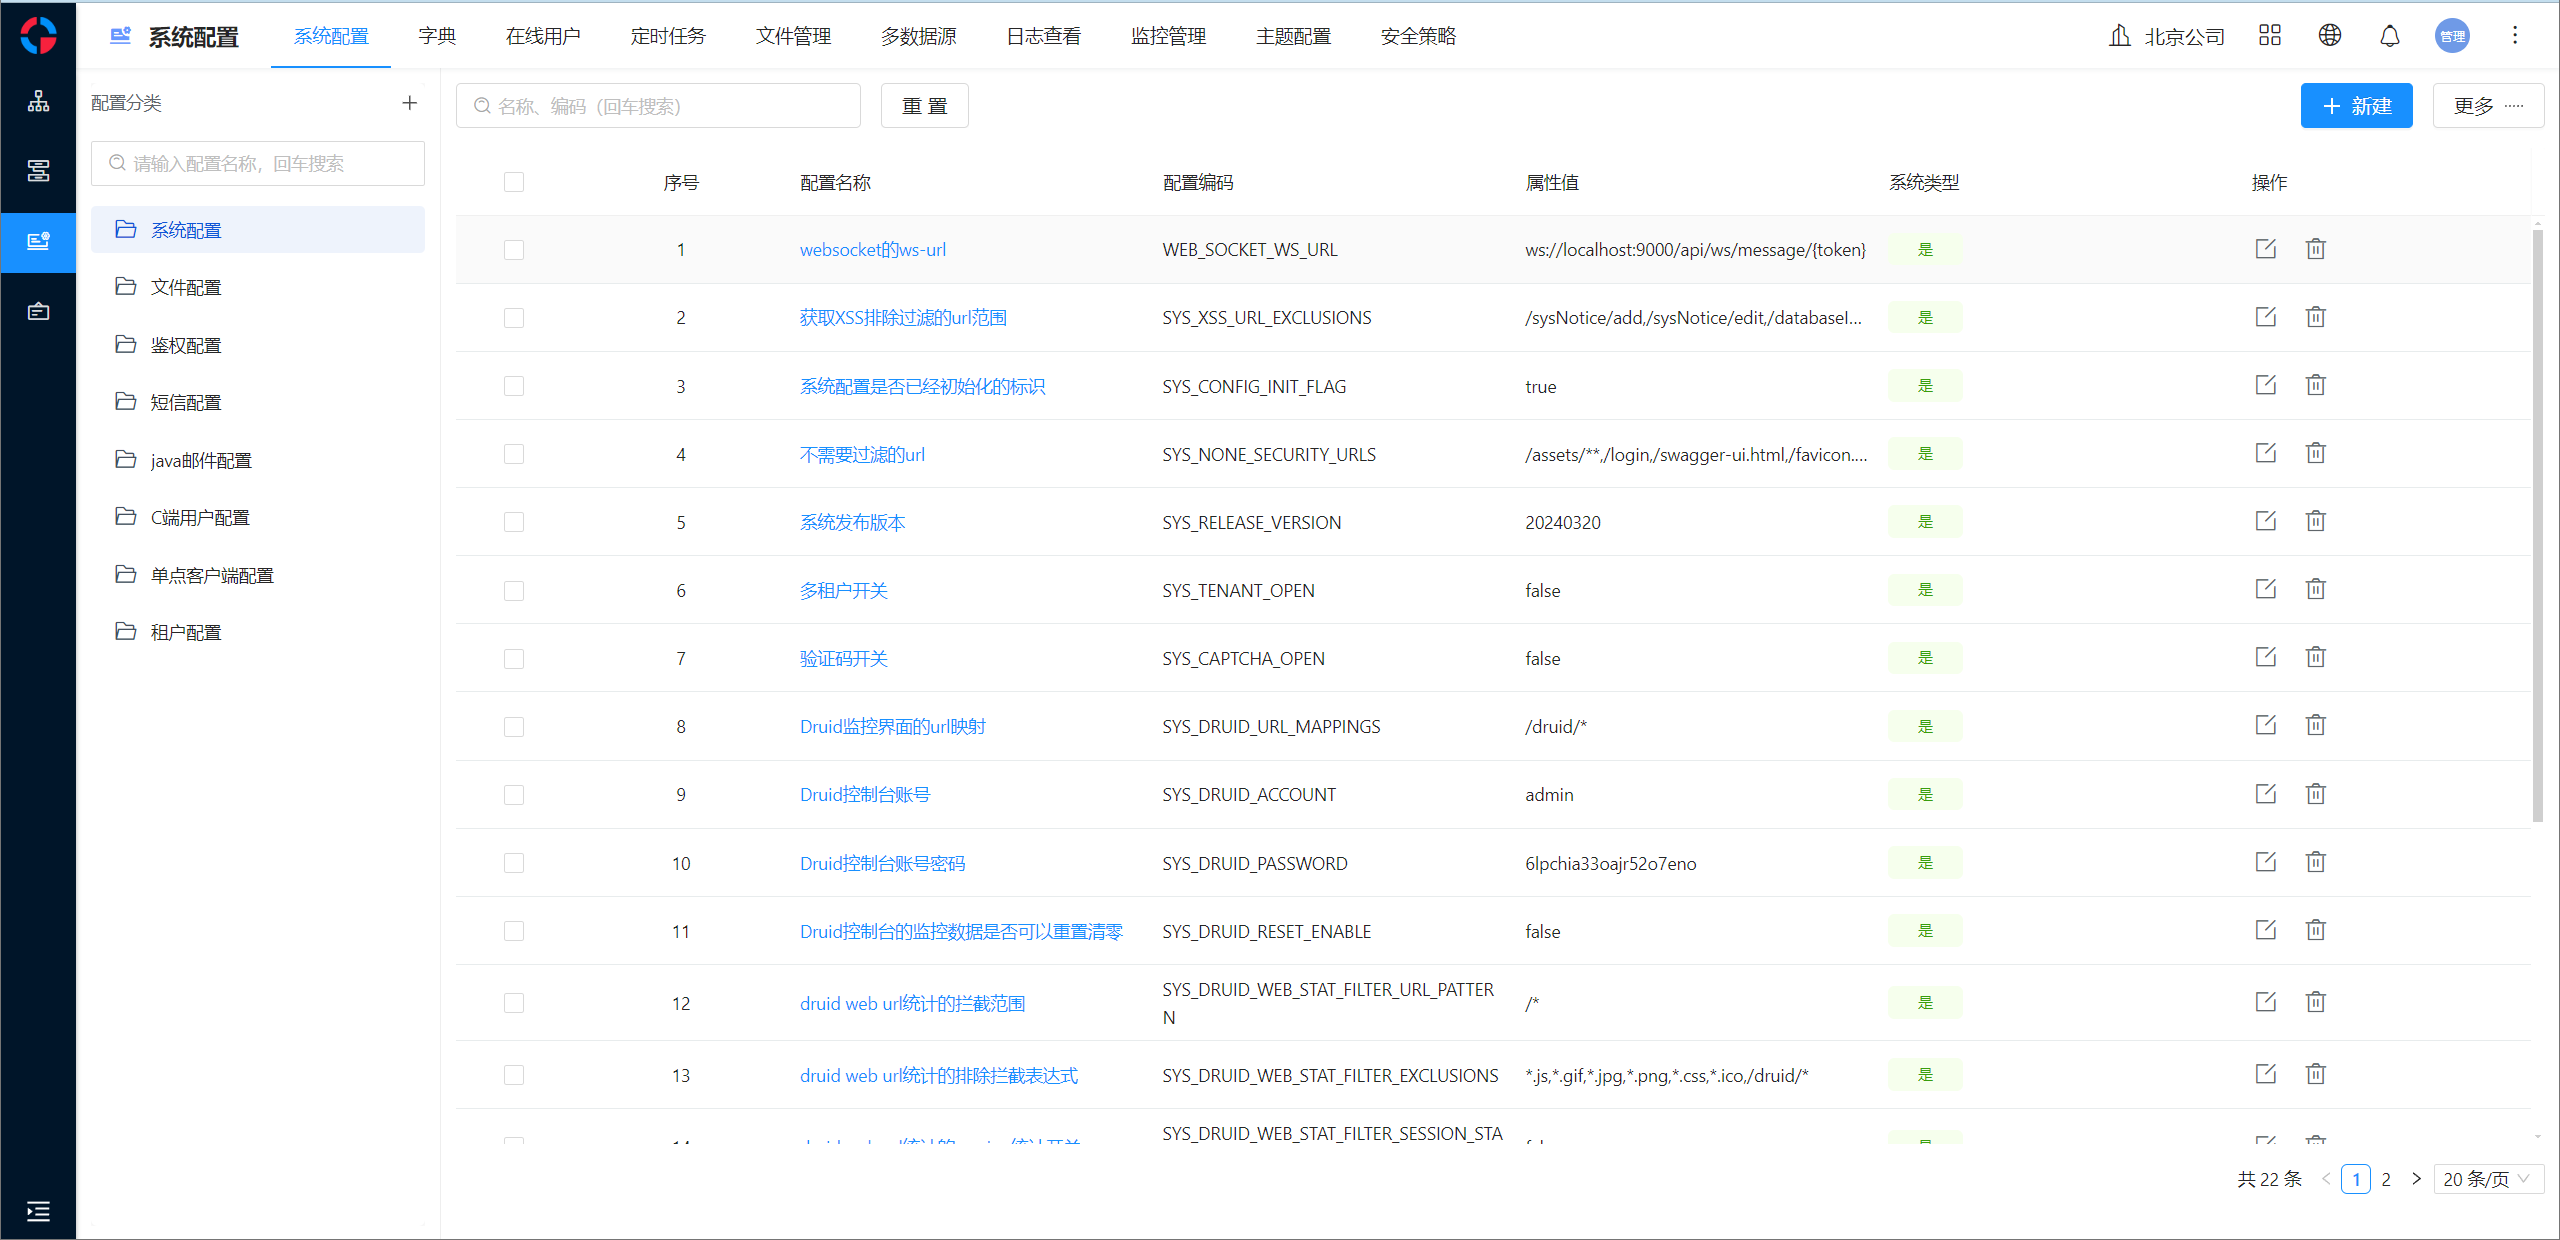 系统配置 系统配置 字典 在线用户 定时任务 文件管理 多数据源 日志查看 监控管理 主题配置 安全策略 北京公司 管理
配置分类
请输入配置名称，回车搜索
系统配置
文件配置
鉴权配置
短信配置
java邮件配置
C端用户配置
单点客户端配置
租户配置
名称、编码（回车搜索） 重 置 新建 更多
序号 配置名称 配置编码 属性值 系统类型 操作
1 websocket的ws-url WEB_SOCKET_WS_URL ws://localhost:9000/api/ws/message/{token} 是
2 获取XSS排除过滤的url范围 SYS_XSS_URL_EXCLUSIONS /sysNotice/add,/sysNotice/edit,/databaseI... 是
3 系统配置是否已经初始化的标识 SYS_CONFIG_INIT_FLAG true 是
4 不需要过滤的url SYS_NONE_SECURITY_URLS /assets/**,/login,/swagger-ui.html,/favicon.... 是
5 系统发布版本 SYS_RELEASE_VERSION 20240320 是
6 多租户开关 SYS_TENANT_OPEN false 是
7 验证码开关 SYS_CAPTCHA_OPEN false 是
8 Druid监控界面的url映射 SYS_DRUID_URL_MAPPINGS /druid/* 是
9 Druid控制台账号 SYS_DRUID_ACCOUNT admin 是
10 Druid控制台账号密码 SYS_DRUID_PASSWORD 6lpchia33oajr52o7eno 是
11 Druid控制台的监控数据是否可以重置清零 SYS_DRUID_RESET_ENABLE false 是
12 druid web url统计的拦截范围 SYS_DRUID_WEB_STAT_FILTER_URL_PATTER
N /* 是
13 druid web url统计的排除拦截表达式 SYS_DRUID_WEB_STAT_FILTER_EXCLUSIONS *.js,*.gif,*.jpg,*.png,*.css,*.ico,/druid/* 是
SYS_DRUID_WEB_STAT_FILTER_SESSION_STA
共 22 条 1 2 20 条/页